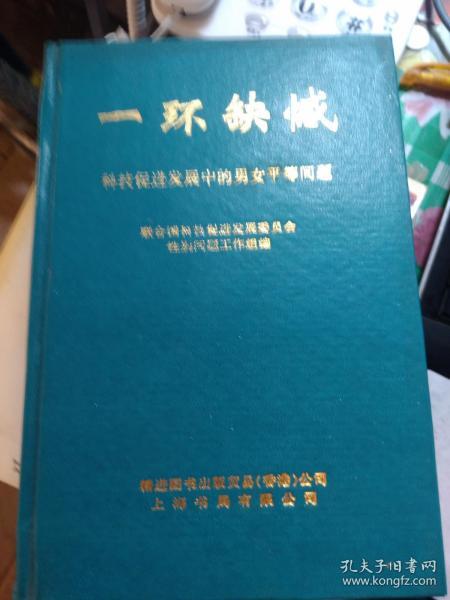 一环缺憾
科技促进发展中的男女平等问题
联合国科技促进发展委员会
性别问题工作组编
精进图书出版贸易(香港)公司
上海书局有限公司
孔夫子旧书网
www.kongfz.com